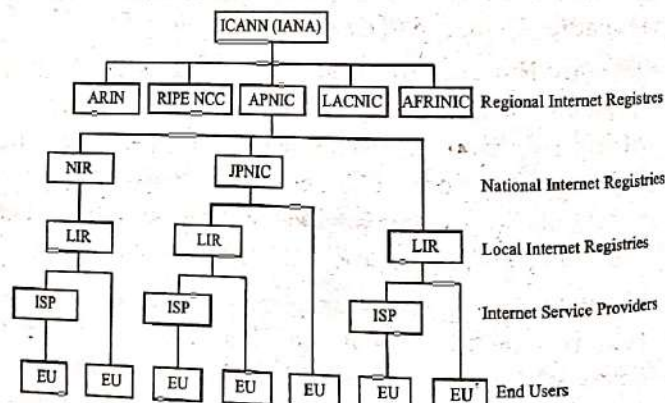 ICANN (IANA)
ARIN RIPE NCC APNIC LACNIC AFRINIC Regional Internet Registres
NIR JPNIC National Internet Registries
LIR LIR LIR Local Internet Registries
ISP ISP ISP Internet Service Providers
EU EU EU EU EU EU EU End Users